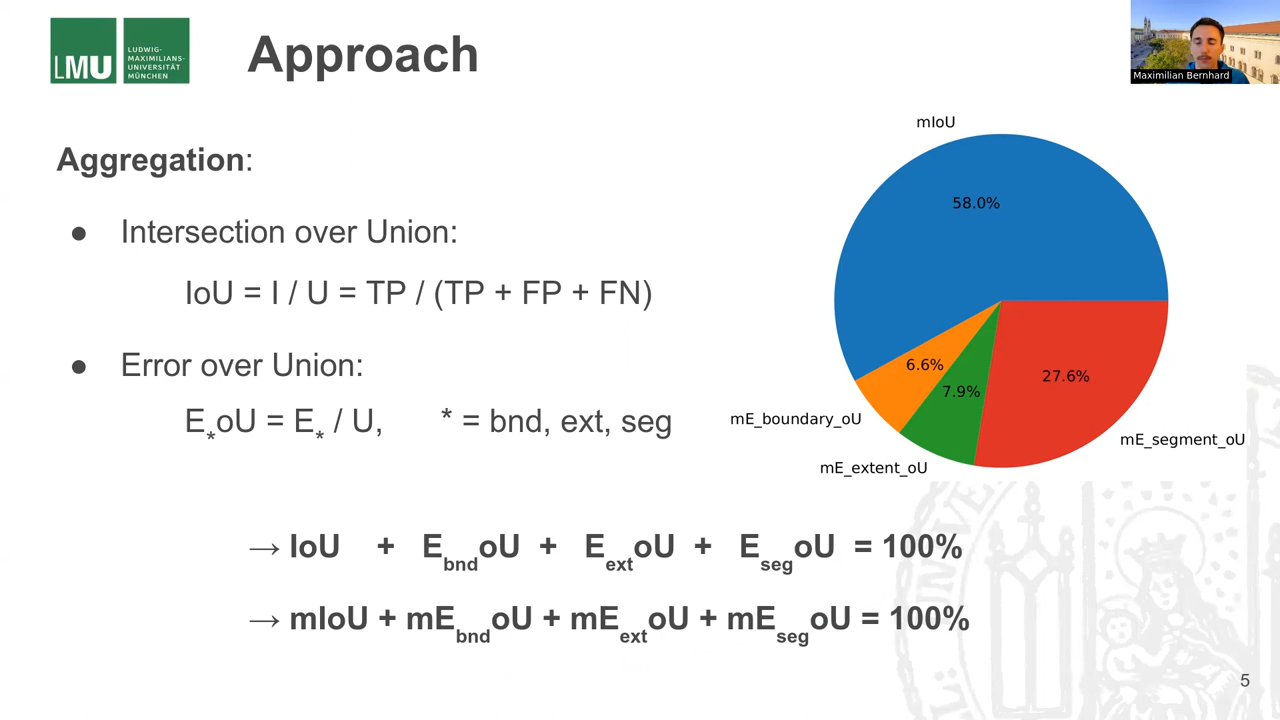 LMU
LUDWIG-
MAXIMILIANS-
UNIVERSITÄT
MÜNCHEN
Approach
Maximilian Bernhard
Aggregation:
● Intersection over Union:
IoU = I / U = TP / (TP + FP + FN)
● Error over Union:
E*oU = E* / U, * = bnd, ext, seg
mIoU
58.0%
6.6%
7.9%
27.6%
mE_boundary_oU
mE_extent_oU
mE_segment_oU
→ IoU + EbndoU + EextoU + EsegoU = 100%
→ mIoU + mEbndoU + mEextoU + mEsegoU = 100%
5